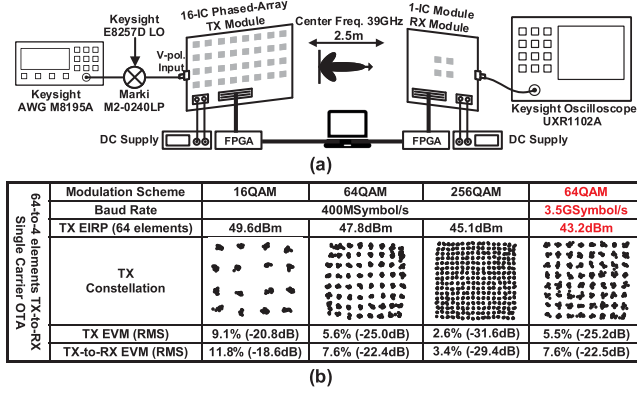 Keysight
E8257D LO
16-IC Phased-Array
TX Module
Center Freq. 39GHz
2.5m
1-IC Module
RX Module
V-pol.
Input
Keysight
AWG M8195A
Marki
M2-0240LP
Keysight Oscilloscope
UXR1102A
DC Supply
FPGA
FPGA
DC Supply
(a)
64-to-4 elements TX-to-RX
Single Carrier OTA
Modulation Scheme 16QAM 64QAM 256QAM 64QAM
Baud Rate 400MSymbol/s 3.5GSymbol/s
TX EIRP (64 elements) 49.6dBm 47.8dBm 45.1dBm 43.2dBm
TX
Constellation
TX EVM (RMS) 9.1% (-20.8dB) 5.6% (-25.0dB) 2.6% (-31.6dB) 5.5% (-25.2dB)
TX-to-RX EVM (RMS) 11.8% (-18.6dB) 7.6% (-22.4dB) 3.4% (-29.4dB) 7.6% (-22.5dB)
(b)